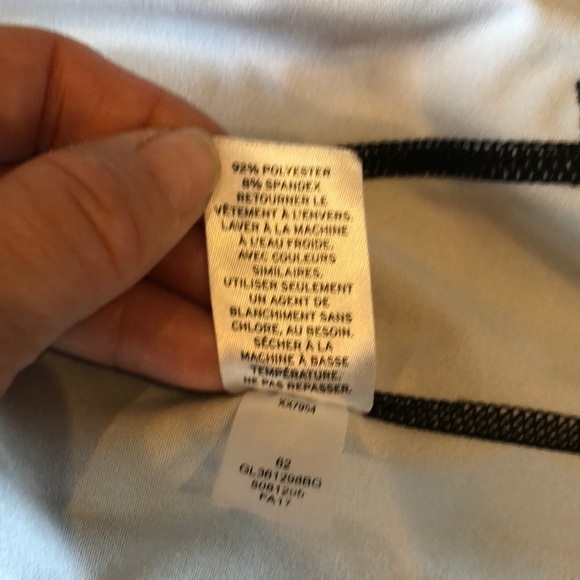 92% POLYESTER
8% SPANDEX
RETOURNER LE
VÊTEMENT À L'ENVERS.
LAVER À LA MACHINE
À L'EAU FROIDE,
AVEC COULEURS
SIMILAIRES.
UTILISER SEULEMENT
UN AGENT DE
BLANCHIMENT SANS
CHLORE, AU BESOIN.
SÉCHER À LA
MACHINE À BASSE
TEMPÉRATURE.
NE PAS REPASSER.
62
FA17